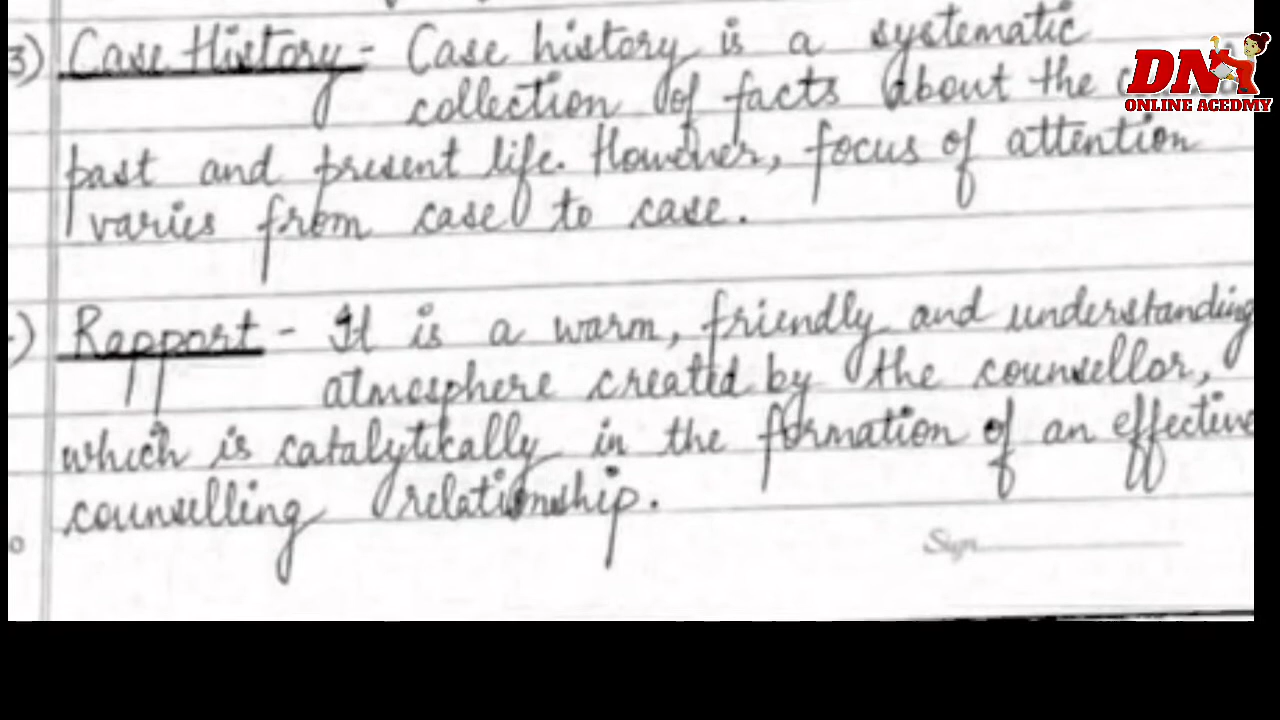 3) Case History - Case history is a systematic
collection of facts about the
past and present life. However, focus of attention
varies from case to case.
) Rapport - It is a warm, friendly and understanding
atmosphere created by the counsellor,
which is catalytically in the formation of an effective
counselling relationship.
Sign
DNA
ONLINE ACEDMY